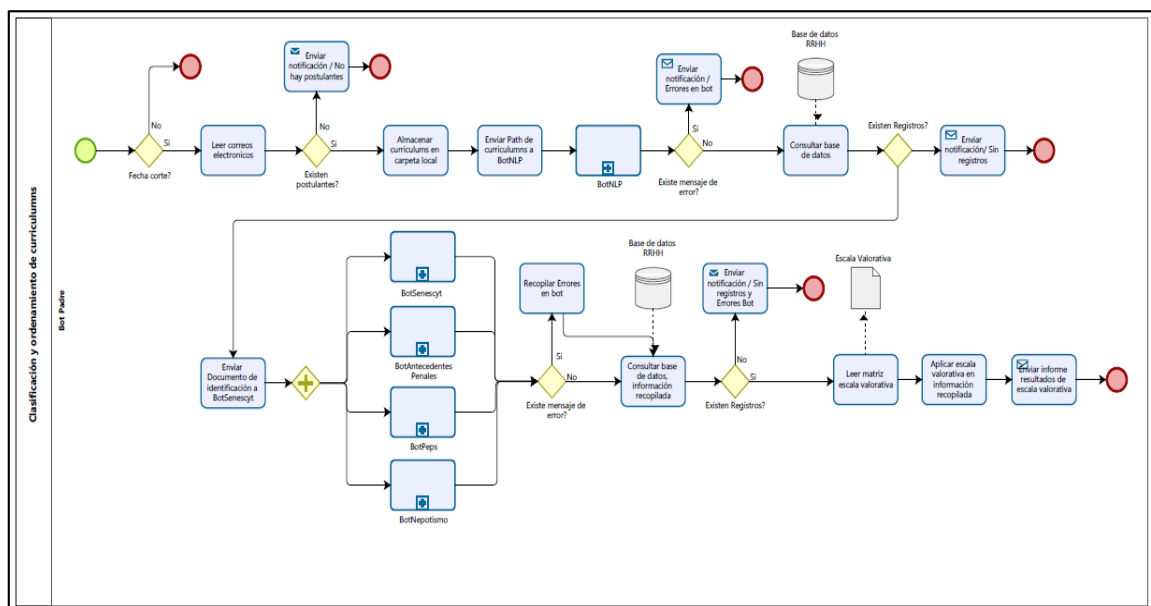 Clasificación y ordenamiento de curriculumns
Bot Padre
Enviar
notificación / No
hay postulantes
Enviar
notificación /
Errores en bot
Base de datos
RRHH
No
No
Si
Existen Registros?
Si
Leer correos
electronicos
Si
Almacenar
curriculums en
carpeta local
Enviar Path de
curriculumns a
BotNLP
No
Consultar base
de datos
Enviar
notificación/ Sin
registros
Fecha corte?
Existen
postulantes?
BotNLP
Existe mensaje de
error?
Base de datos
RRHH
Escala Valorativa
Recopilar Errores
en bot
Enviar
notificación / Sin
registros y
Errores Bot
BotSenescyt
Si
No
Enviar
Documento de
identificación a
BotSenescyt
BotAntecedentes
Penales
No
Consultar base
de datos,
información
recopilada
Si
Leer matriz
escala valorativa
Aplicar escala
valorativa en
información
recopilada
Enviar informe
resultados de
escala valorativa
Existe mensaje de
error?
Existen Registros?
BotPeps
BotNepotismo